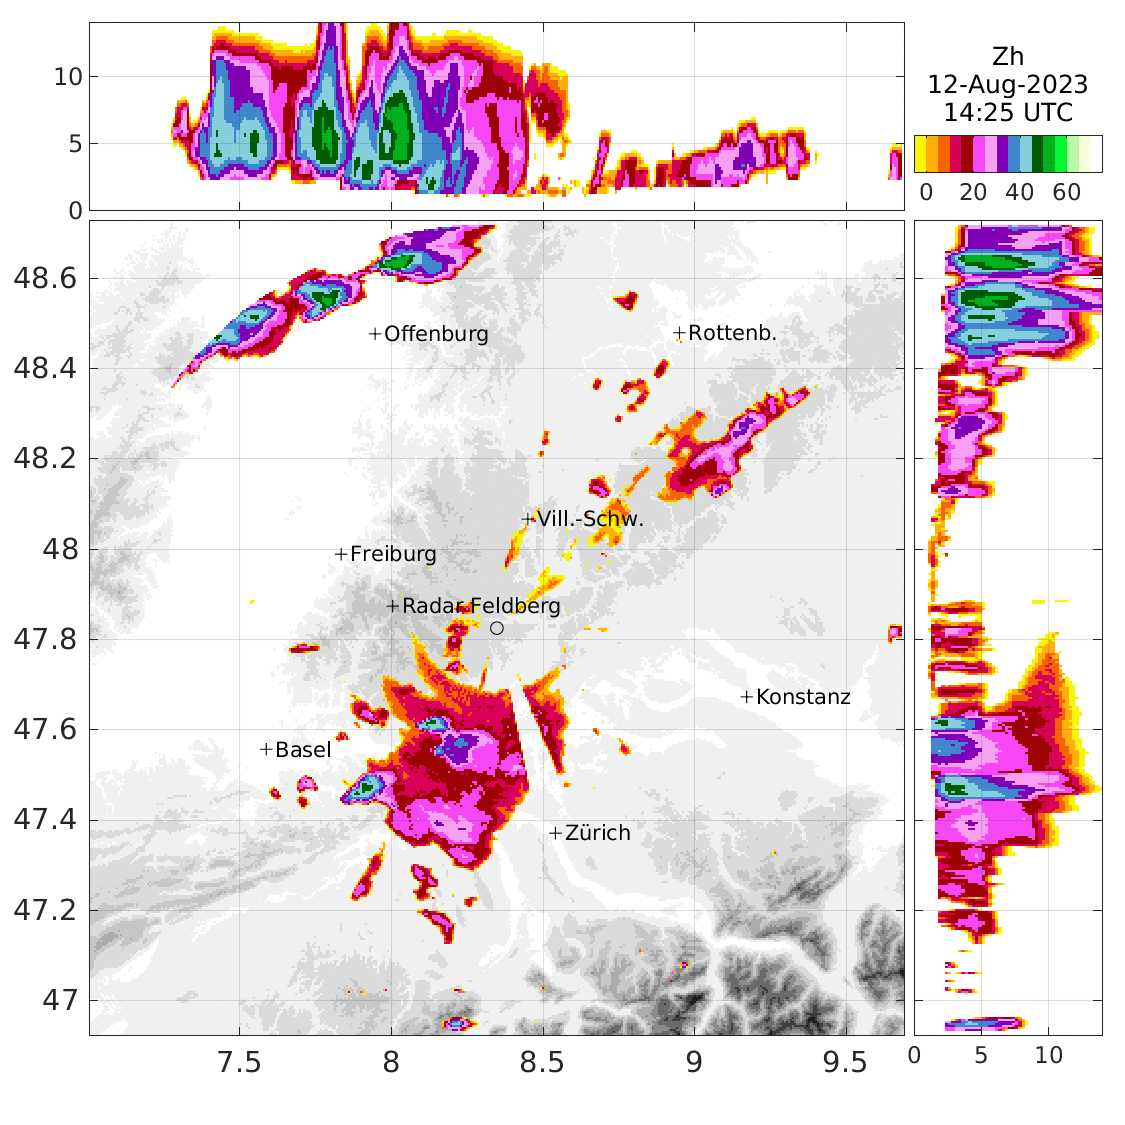 Zh
12-Aug-2023
14:25 UTC
0 20 40 60
10
5
0
48.6
48.4
48.2
48
47.8
47.6
47.4
47.2
47
+Offenburg
+Rottenb.
+Vill.-Schw.
+Freiburg
+Radar Feldberg
+Konstanz
+Basel
+Zürich
7.5 8 8.5 9 9.5
0 5 10